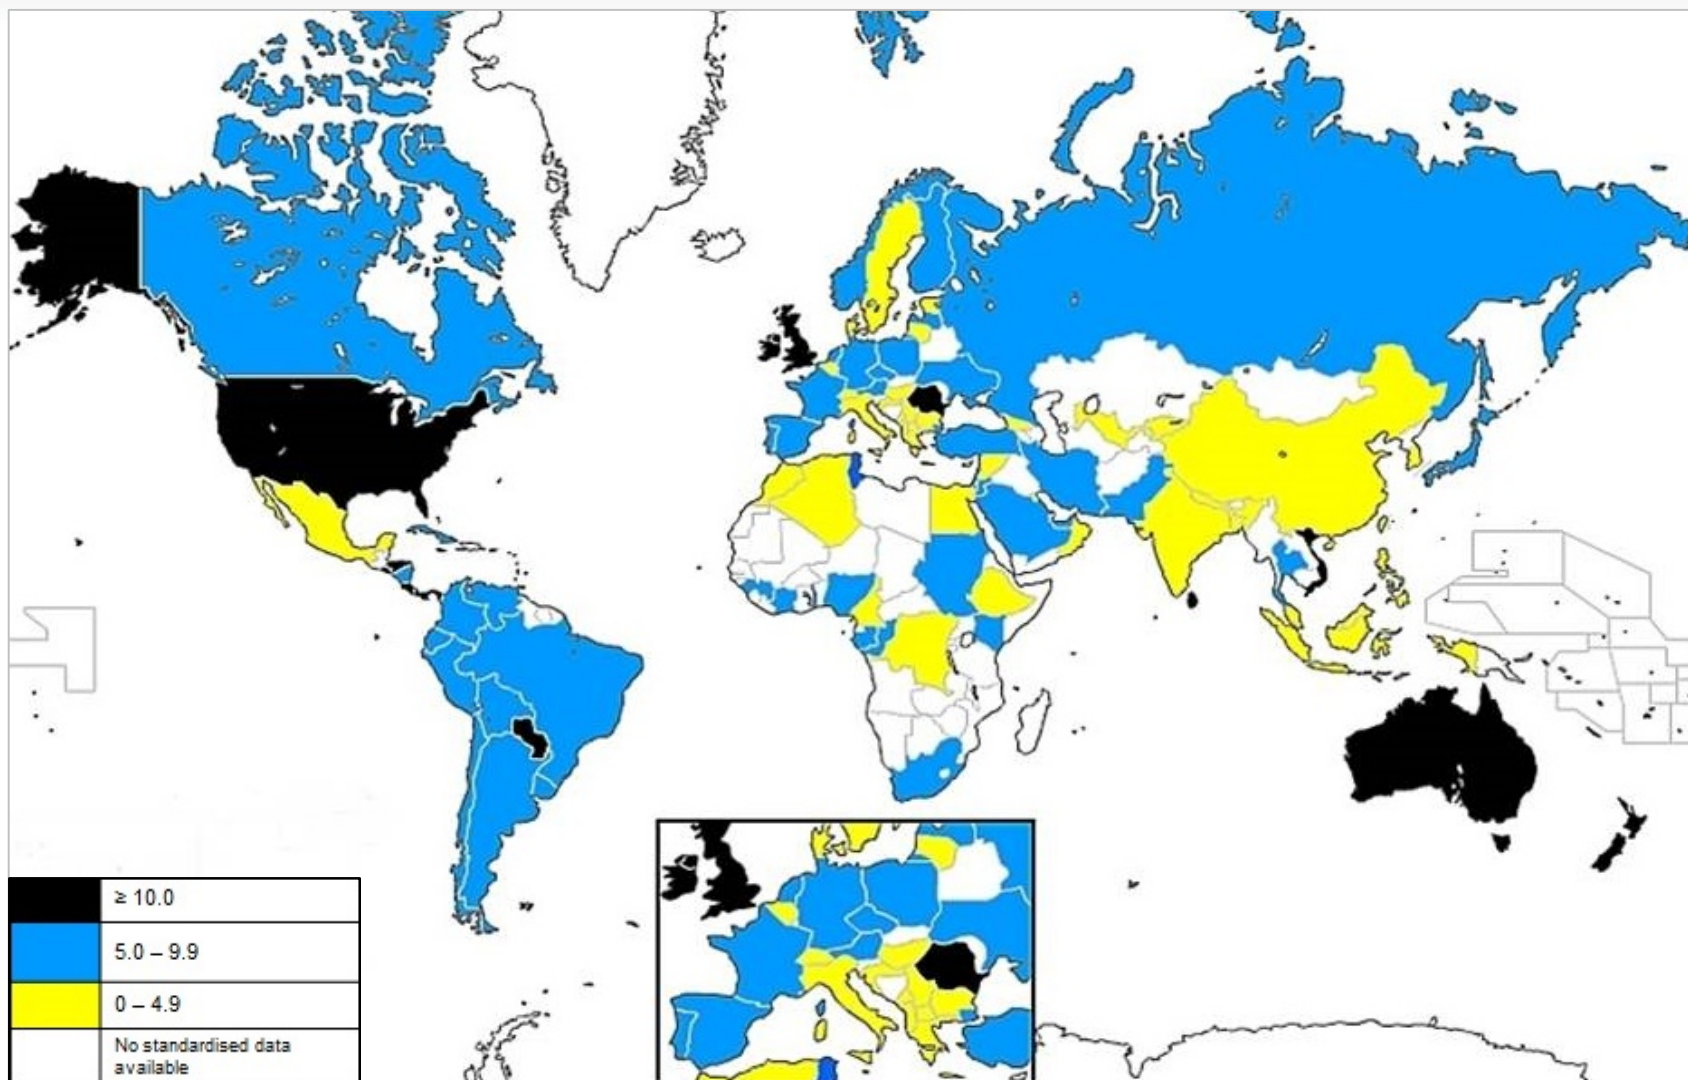 ≥ 10.0
5.0 – 9.9
0 – 4.9
No standardised data
available